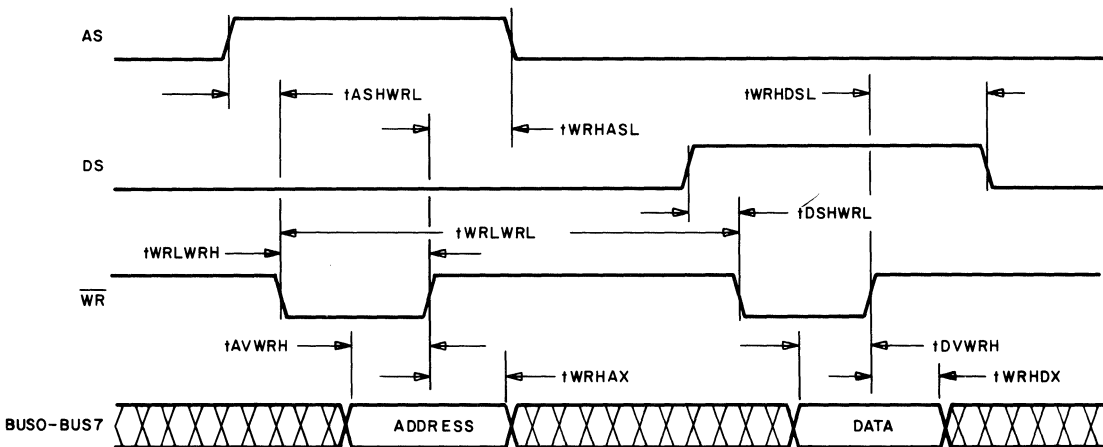 AS
tASHWRL
tWRHDSL
tWRHASL
DS
tDSHWRL
tWRLWRL
tWRLWRH
WR
tAVWRH
tDVWRH
tWRHAX
tWRHDX
BUS0-BUS7
ADDRESS
DATA